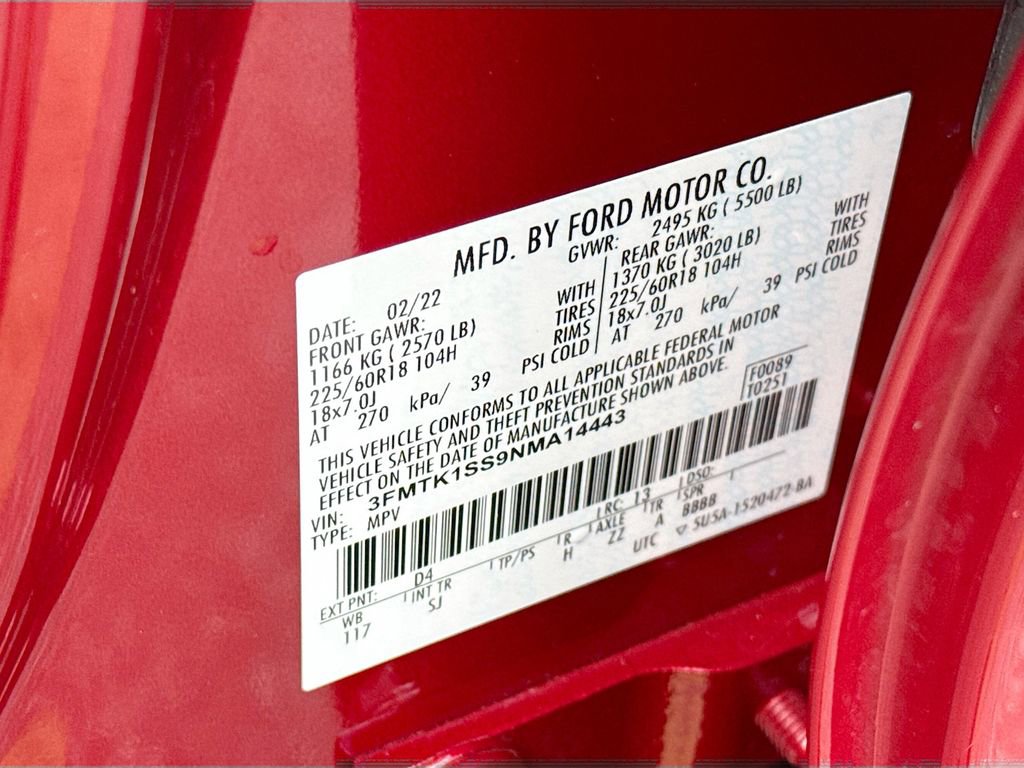 MFD. BY FORD MOTOR CO.
DATE: 02/22 GVWR: 2495 KG ( 5500 LB)
FRONT GAWR: REAR GAWR:
1166 KG ( 2570 LB) WITH 1370 KG ( 3020 LB) WITH
225/60R18 104H TIRES 225/60R18 104H TIRES
18x7.0J RIMS 18x7.0J RIMS
AT 270 kPa/ 39 PSI COLD AT 270 kPa/ 39 PSI COLD
THIS VEHICLE CONFORMS TO ALL APPLICABLE FEDERAL MOTOR
VEHICLE SAFETY AND THEFT PREVENTION STANDARDS IN
EFFECT ON THE DATE OF MANUFACTURE SHOWN ABOVE.
VIN: 3FMTK1SS9NMA14443 F0089
TYPE: MPV T0251
EXT PNT: D4 RC: 13 DSO:
WB INT TR TP/PS R AXLE TR SPR
117 SJ H ZZ A BBBB
UTC 5U5A-1520472-BA